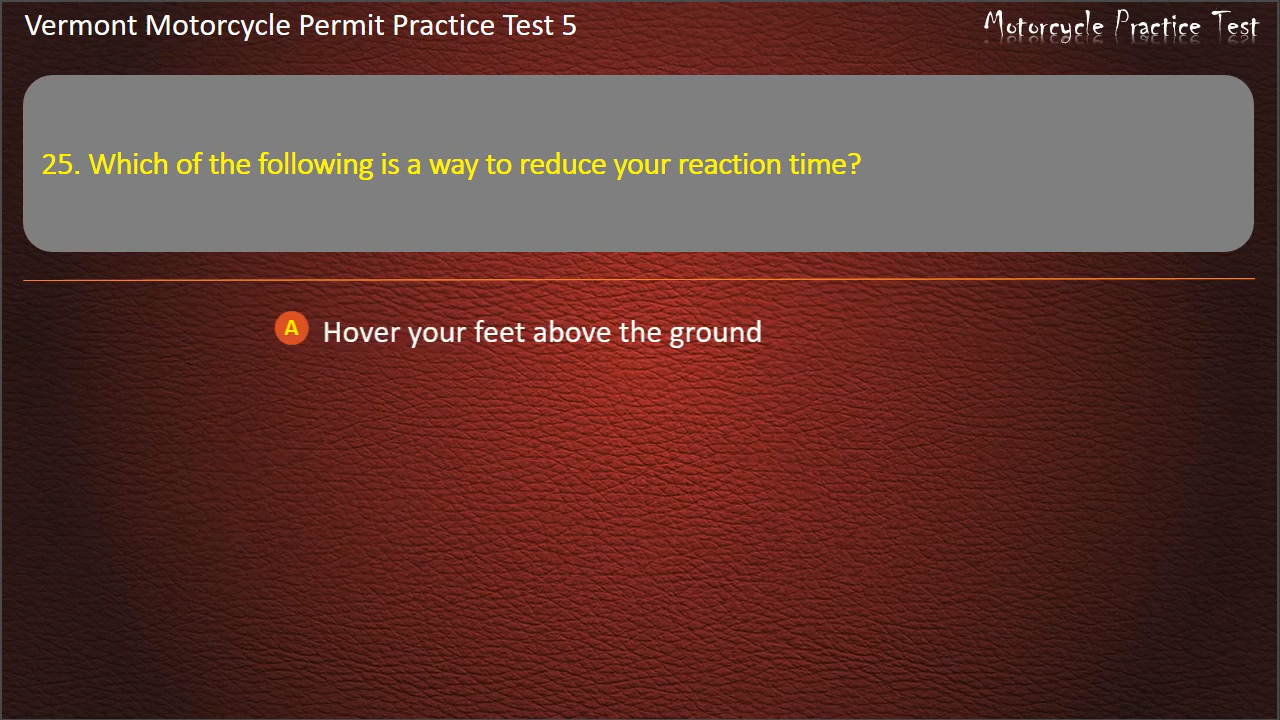 Vermont Motorcycle Permit Practice Test 5
Motorcycle Practice Test
25. Which of the following is a way to reduce your reaction time?
A Hover your feet above the ground